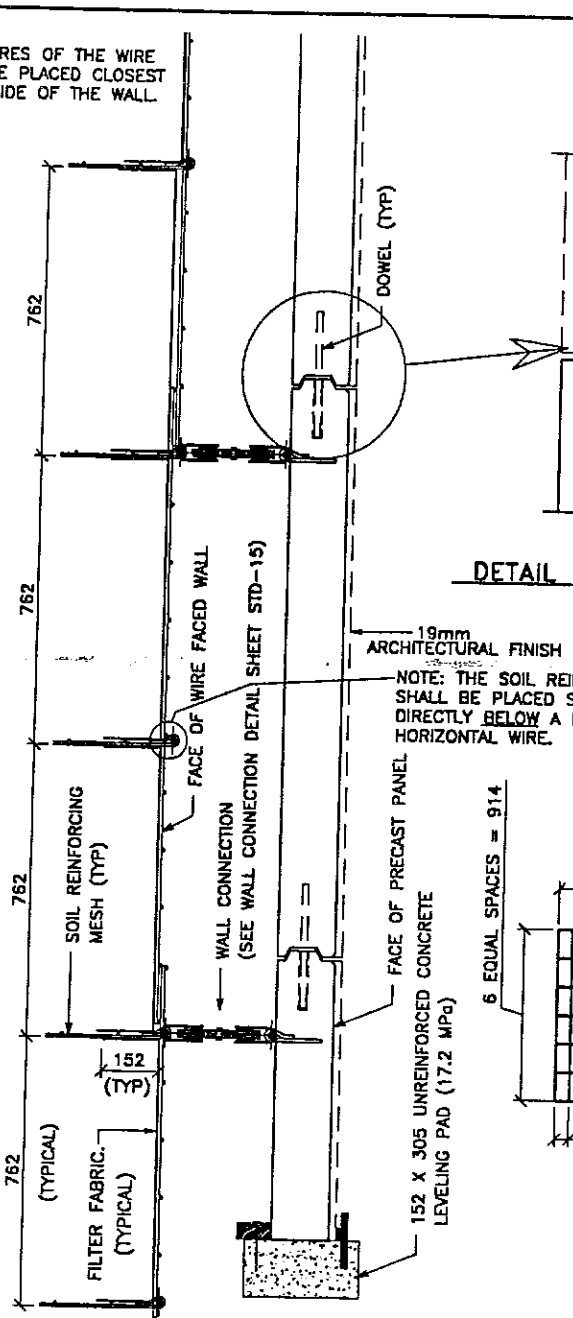 RES OF THE WIRE
E PLACED CLOSEST
IDE OF THE WALL.
762
DOWEL (TYP)
762
DETAIL
FACE OF WIRE FACED WALL
WALL CONNECTION
(SEE WALL CONNECTION DETAIL SHEET STD-15)
19mm
ARCHITECTURAL FINISH
NOTE: THE SOIL REI
SHALL BE PLACED S
DIRECTLY BELOW A
HORIZONTAL WIRE.
762
SOIL REINFORCING
MESH (TYP)
FACE OF PRECAST PANEL
6 EQUAL SPACES = 914
152
(TYP)
152 X 305 UNREINFORCED CONCRETE
LEVELING PAD (17.2 MPa)
762
(TYPICAL)
FILTER FABRIC.
(TYPICAL)